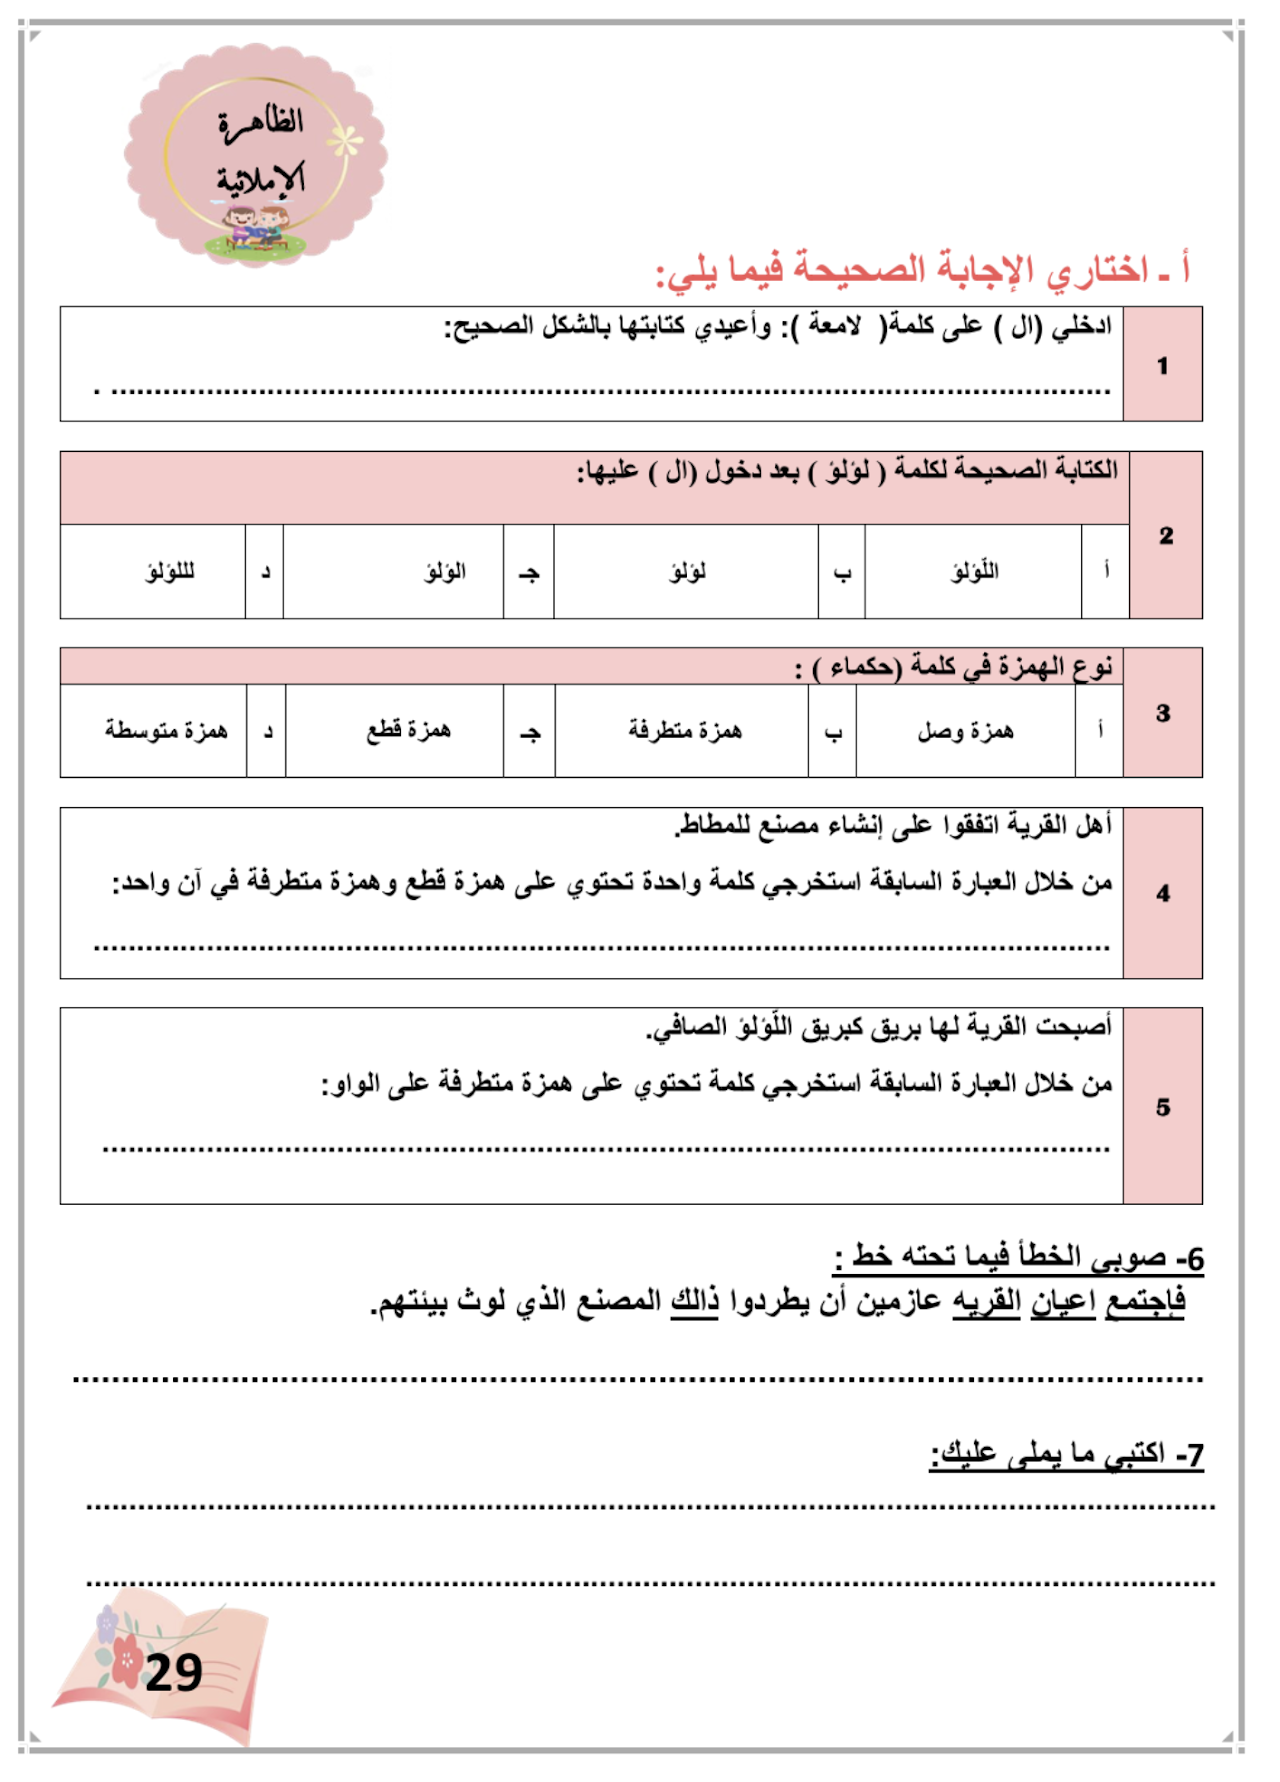 الظاهرة
الإملائية
أ ـ اختاري الإجابة الصحيحة فيما يلي:
1
ادخلي (ال ) على كلمة( لامعة ): وأعيدي كتابتها بالشكل الصحيح:
.................................................................................................................... .
2
الكتابة الصحيحة لكلمة ( لؤلؤ ) بعد دخول (ال ) عليها:
أ اللّؤلؤ ب لؤلؤ جـ الؤلؤ د لللؤلؤ
3
نوع الهمزة في كلمة (حكماء ) :
أ همزة وصل ب همزة متطرفة جـ همزة قطع د همزة متوسطة
4
أهل القرية اتفقوا على إنشاء مصنع للمطاط.
من خلال العبارة السابقة استخرجي كلمة واحدة تحتوي على همزة قطع وهمزة متطرفة في آن واحد:
......................................................................................................................
5
أصبحت القرية لها بريق كبريق اللّؤلؤ الصافي.
من خلال العبارة السابقة استخرجي كلمة تحتوي على همزة متطرفة على الواو:
.....................................................................................................................
6- صوبي الخطأ فيما تحته خط :
فإجتمع اعيان القريه عازمين أن يطردوا ذالك المصنع الذي لوث بيئتهم.
......................................................................................................................
7- اكتبي ما يملى عليك:
......................................................................................................................
......................................................................................................................
29